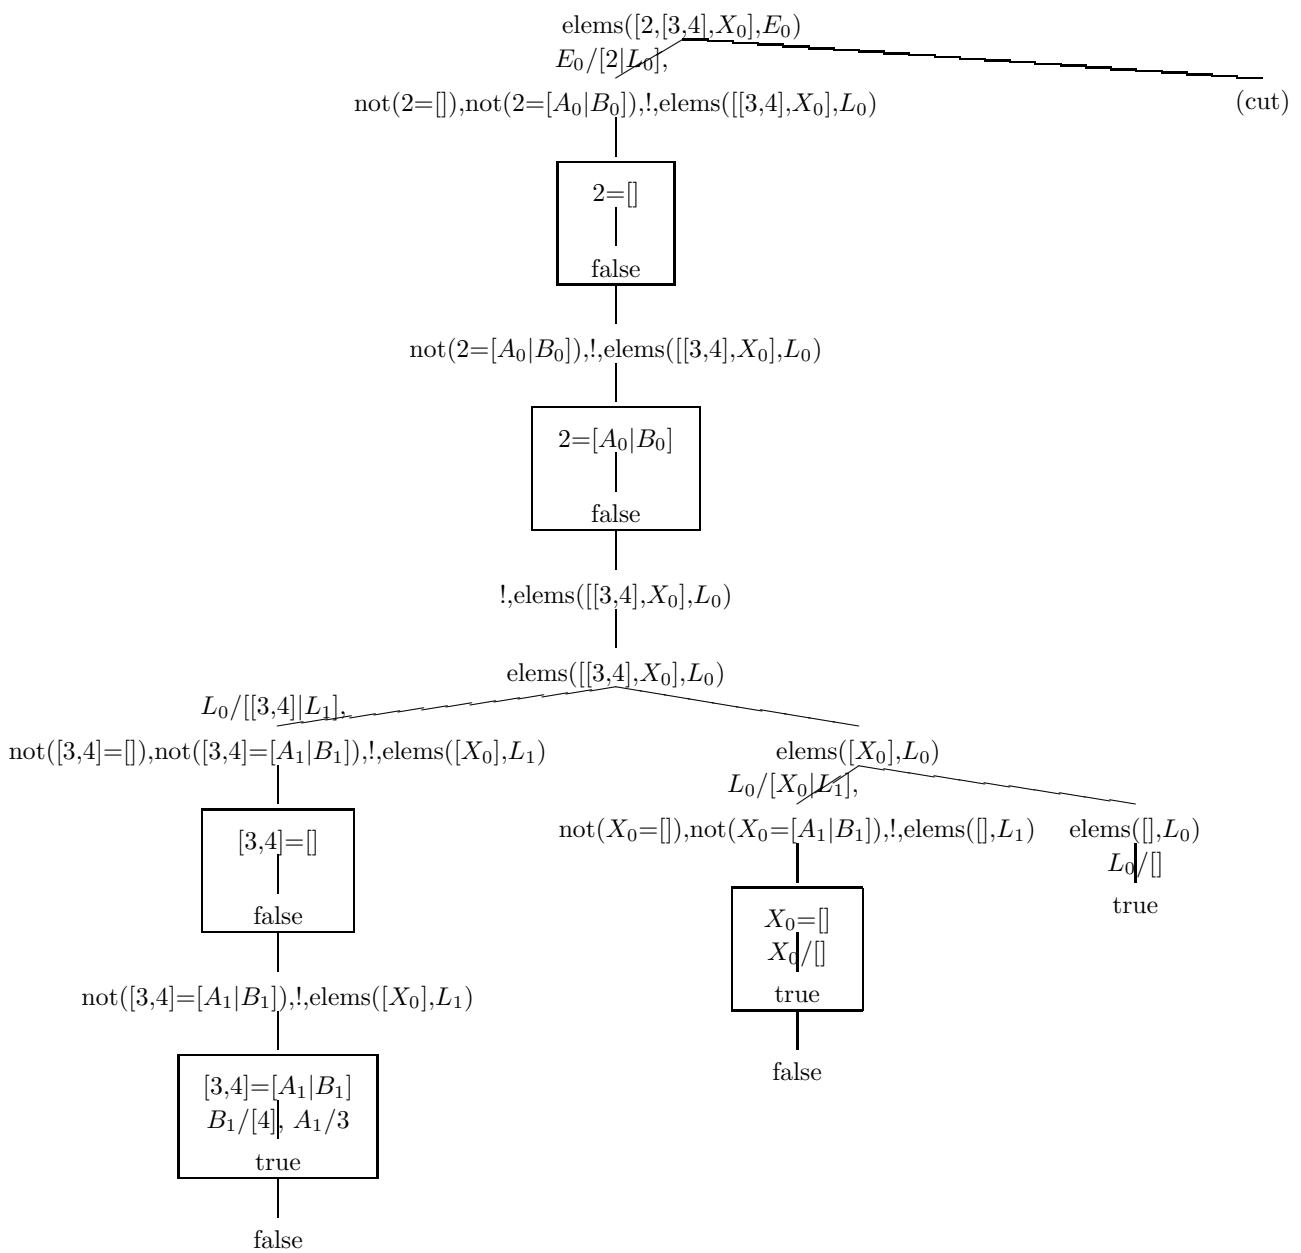 elems([2,[3,4],X₀],E₀)
E₀/[2|L₀],
not(2=[]),not(2=[A₀|B₀]),!,elems([[3,4],X₀],L₀)
(cut)
2=[]
false
not(2=[A₀|B₀]),!,elems([[3,4],X₀],L₀)
2=[A₀|B₀]
false
!,elems([[3,4],X₀],L₀)
elems([[3,4],X₀],L₀)
L₀/[[3,4]|L₁],
not([3,4]=[]),not([3,4]=[A₁|B₁]),!,elems([X₀],L₁)
[3,4]=[]
false
not([3,4]=[A₁|B₁]),!,elems([X₀],L₁)
[3,4]=[A₁|B₁]
B₁/[4], A₁/3
true
false
elems([X₀],L₀)
L₀/[X₀|L₁],
not(X₀=[]),not(X₀=[A₁|B₁]),!,elems([],L₁)
X₀=[]
X₀/[]
true
false
elems([],L₀)
L₀/[]
true